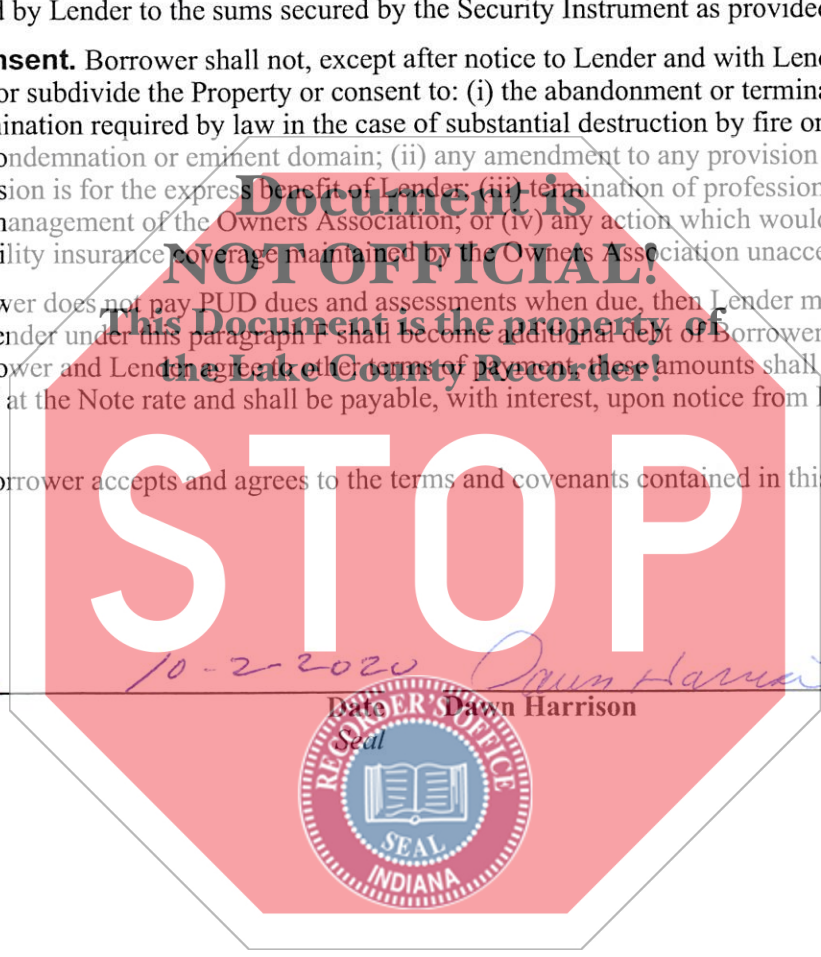 d by Lender to the sums secured by the Security Instrument as provided
nsent. Borrower shall not, except after notice to Lender and with Lend
or subdivide the Property or consent to: (i) the abandonment or termina
nination required by law in the case of substantial destruction by fire or
ondemnation or eminent domain; (ii) any amendment to any provision
sion is for the express benefit of Lender; (iii) termination of profession
nanagement of the Owners Association; or (iv) any action which would
ility insurance coverage maintained by the Owners Association unacce
Document is
NOT OFFICIAL!
This Document is the property of
the Lake County Recorder!
wer does not pay PUD dues and assessments when due, then Lender m
ender under this paragraph F shall become additional debt of Borrower
ower and Lender agree to other terms of payment, these amounts shall
at the Note rate and shall be payable, with interest, upon notice from
orrower accepts and agrees to the terms and covenants contained in this
STOP
10-2-2020 Dawn Harrison
Date Dawn Harrison
Seal
RECORDER'S OFFICE
SEAL
INDIANA